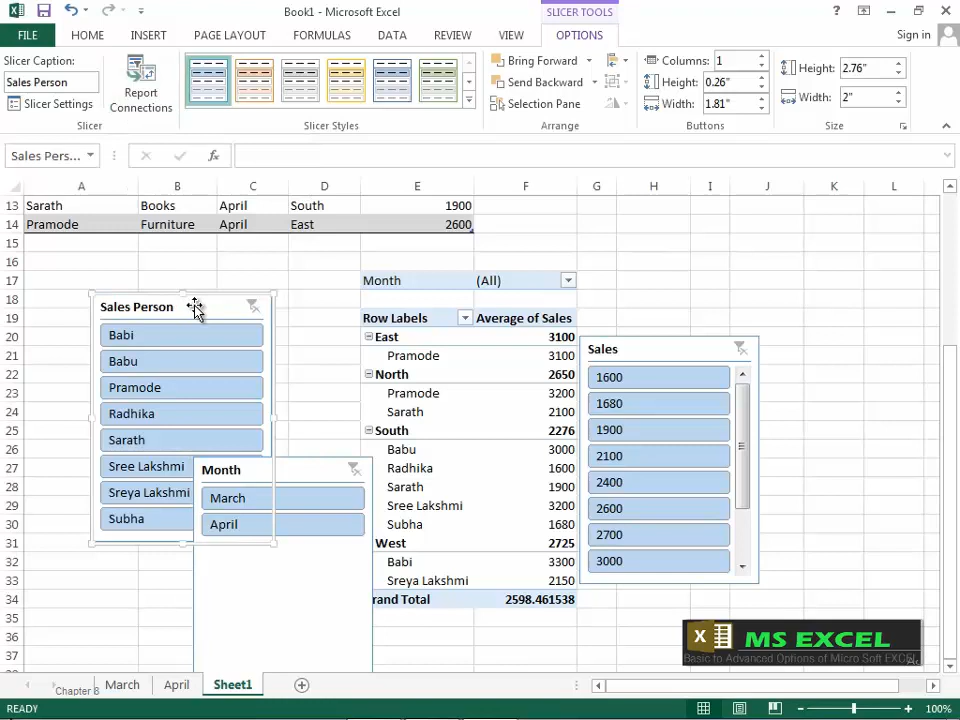 Book1 - Microsoft Excel
SLICER TOOLS
?
FILE HOME INSERT PAGE LAYOUT FORMULAS DATA REVIEW VIEW OPTIONS Sign in
Slicer Caption:
Sales Person
Slicer Settings
Report
Connections
Bring Forward
Send Backward
Selection Pane
Columns: 1
Height: 0.26"
Width: 1.81"
Height: 2.76"
Width: 2"
Slicer Slicer Styles Arrange Buttons Size
Sales Pers... fx
A B C D E F G H I J K L
13 Sarath Books April South 1900
14 Pramode Furniture April East 2600
15
16
17 Month (All)
18
19 Row Labels Average of Sales
20 East 3100
21 Pramode 3100
22 North 2650
23 Pramode 3200
24 Sarath 2100
25 South 2276
26 Babu 3000
27 Radhika 1600
28 Sarath 1900
29 Sree Lakshmi 3200
30 Subha 1680
31 West 2725
32 Babi 3300
33 Sreya Lakshmi 2150
34 rand Total 2598.461538
35
36
37
Sales Person
Babi
Babu
Pramode
Radhika
Sarath
Sree Lakshmi
Sreya Lakshmi
Subha
Month
March
April
Sales
1600
1680
1900
2100
2400
2600
2700
3000
X MS EXCEL
Basic to Advanced Options of Micro Soft EXCEL
Chapter 8
March April Sheet1
READY 100%